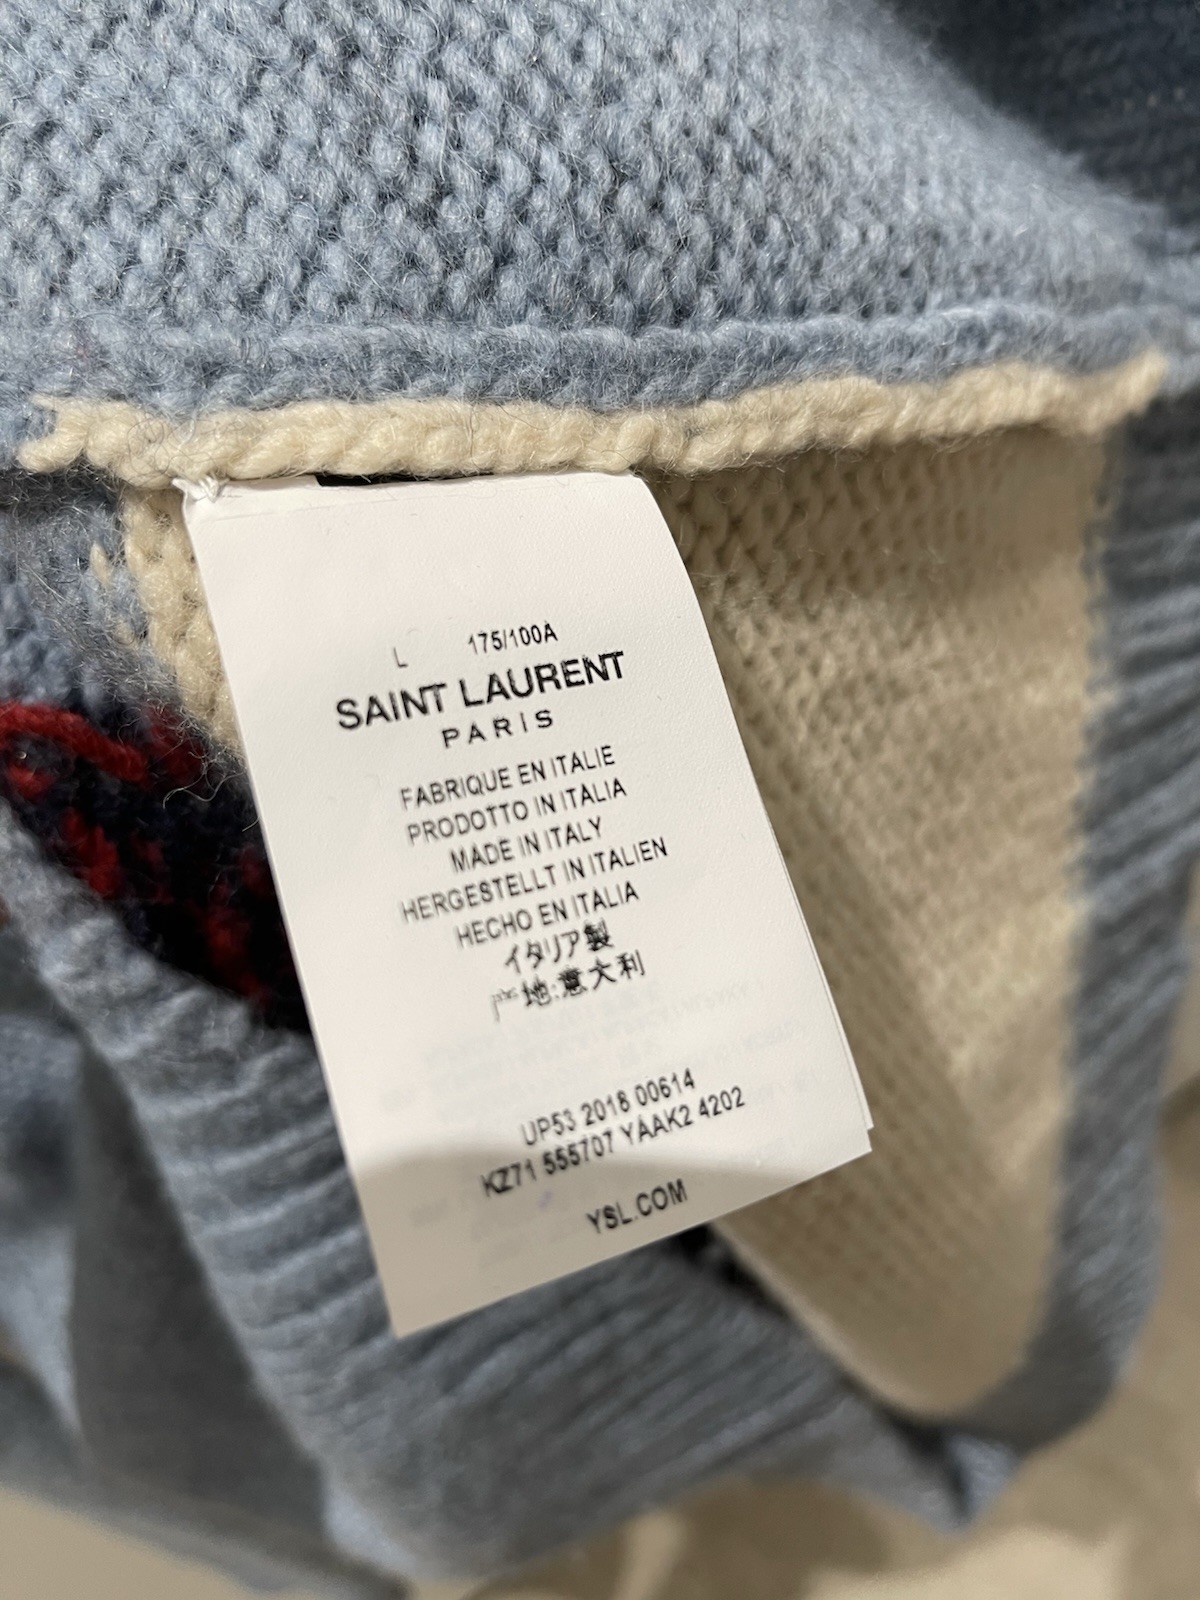 L 175/100A
SAINT LAURENT
PARIS
FABRIQUE EN ITALIE
PRODOTTO IN ITALIA
MADE IN ITALY
HERGESTELLT IN ITALIEN
HECHO EN ITALIA
イタリア製
产地:意大利
UP53 2018 00614
KZ71 555707 YAAK2 4202
YSL.COM